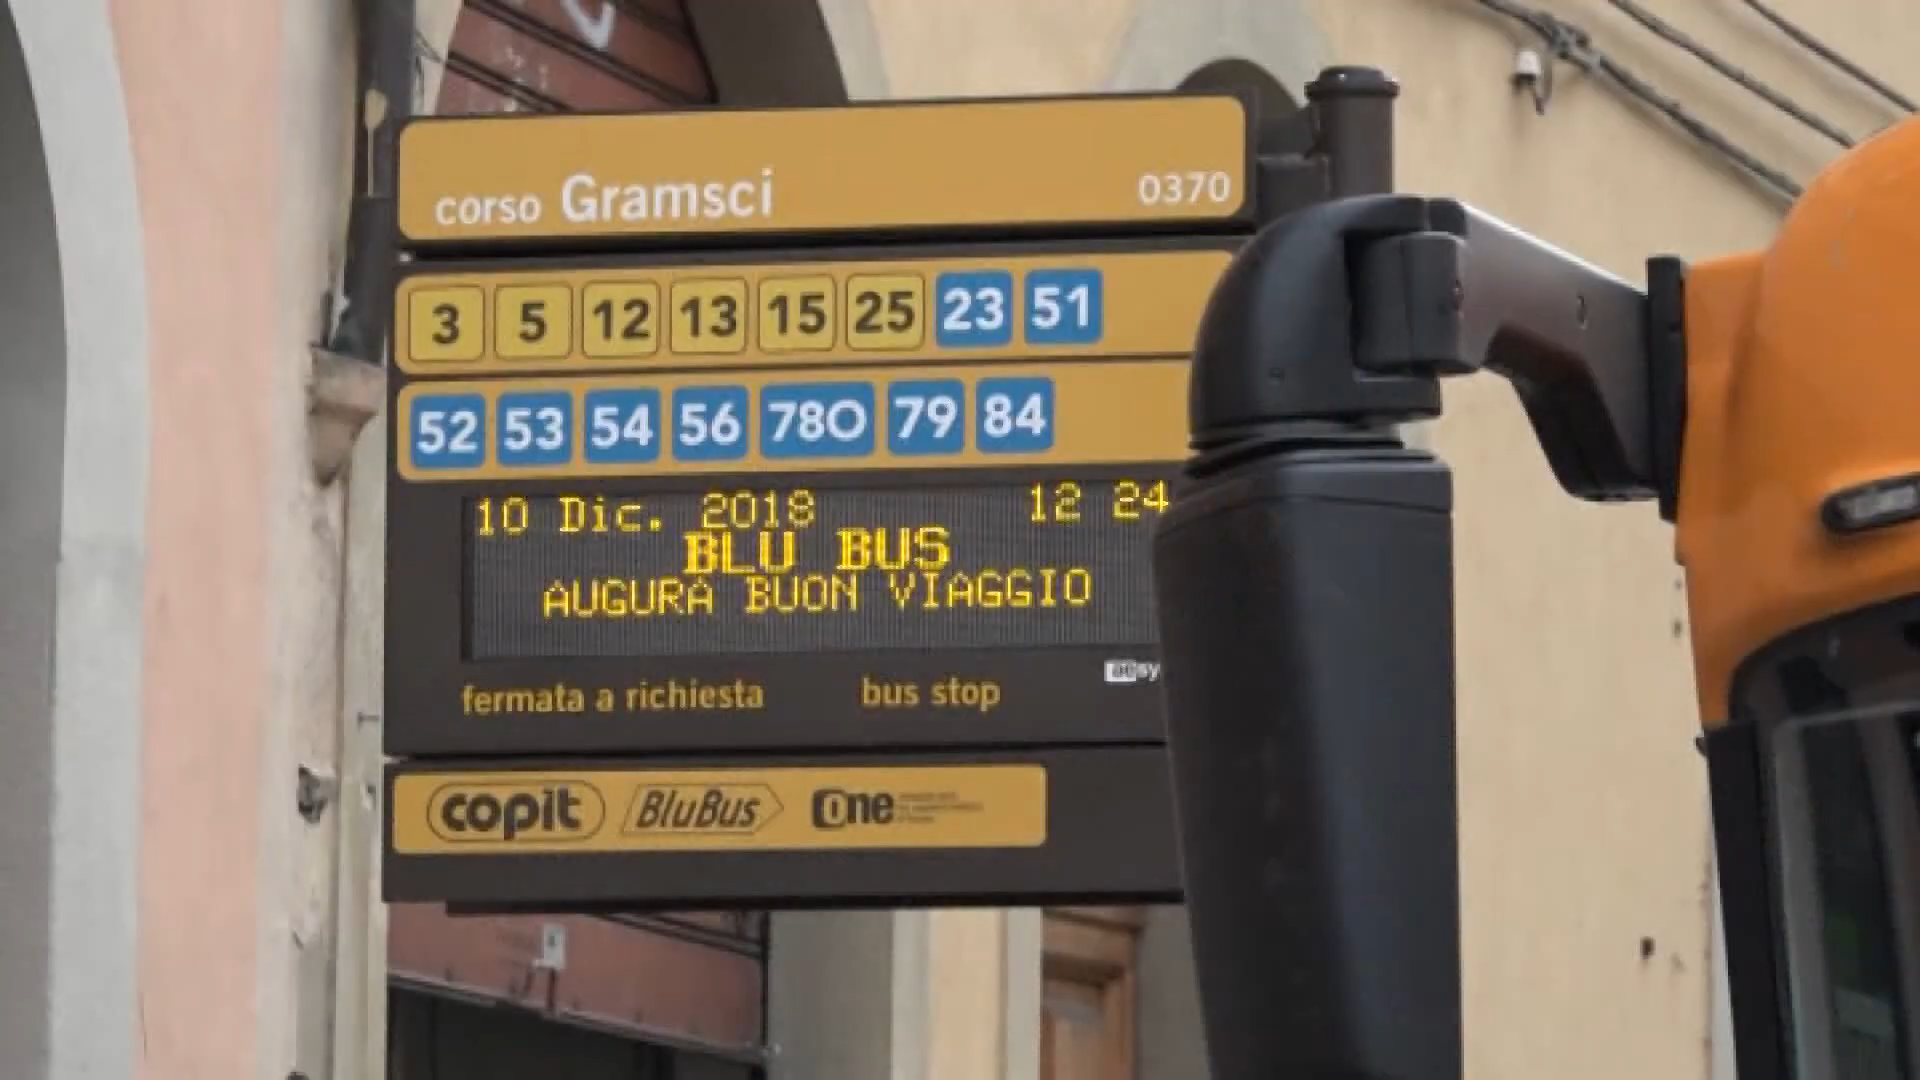 corso Gramsci 0370
3 5 12 13 15 25 23 51
52 53 54 56 780 79 84
10 Dic. 2018 12 24
BLU BUS
AUGURA BUON VIAGGIO
fermata a richiesta bus stop
copit BluBus One